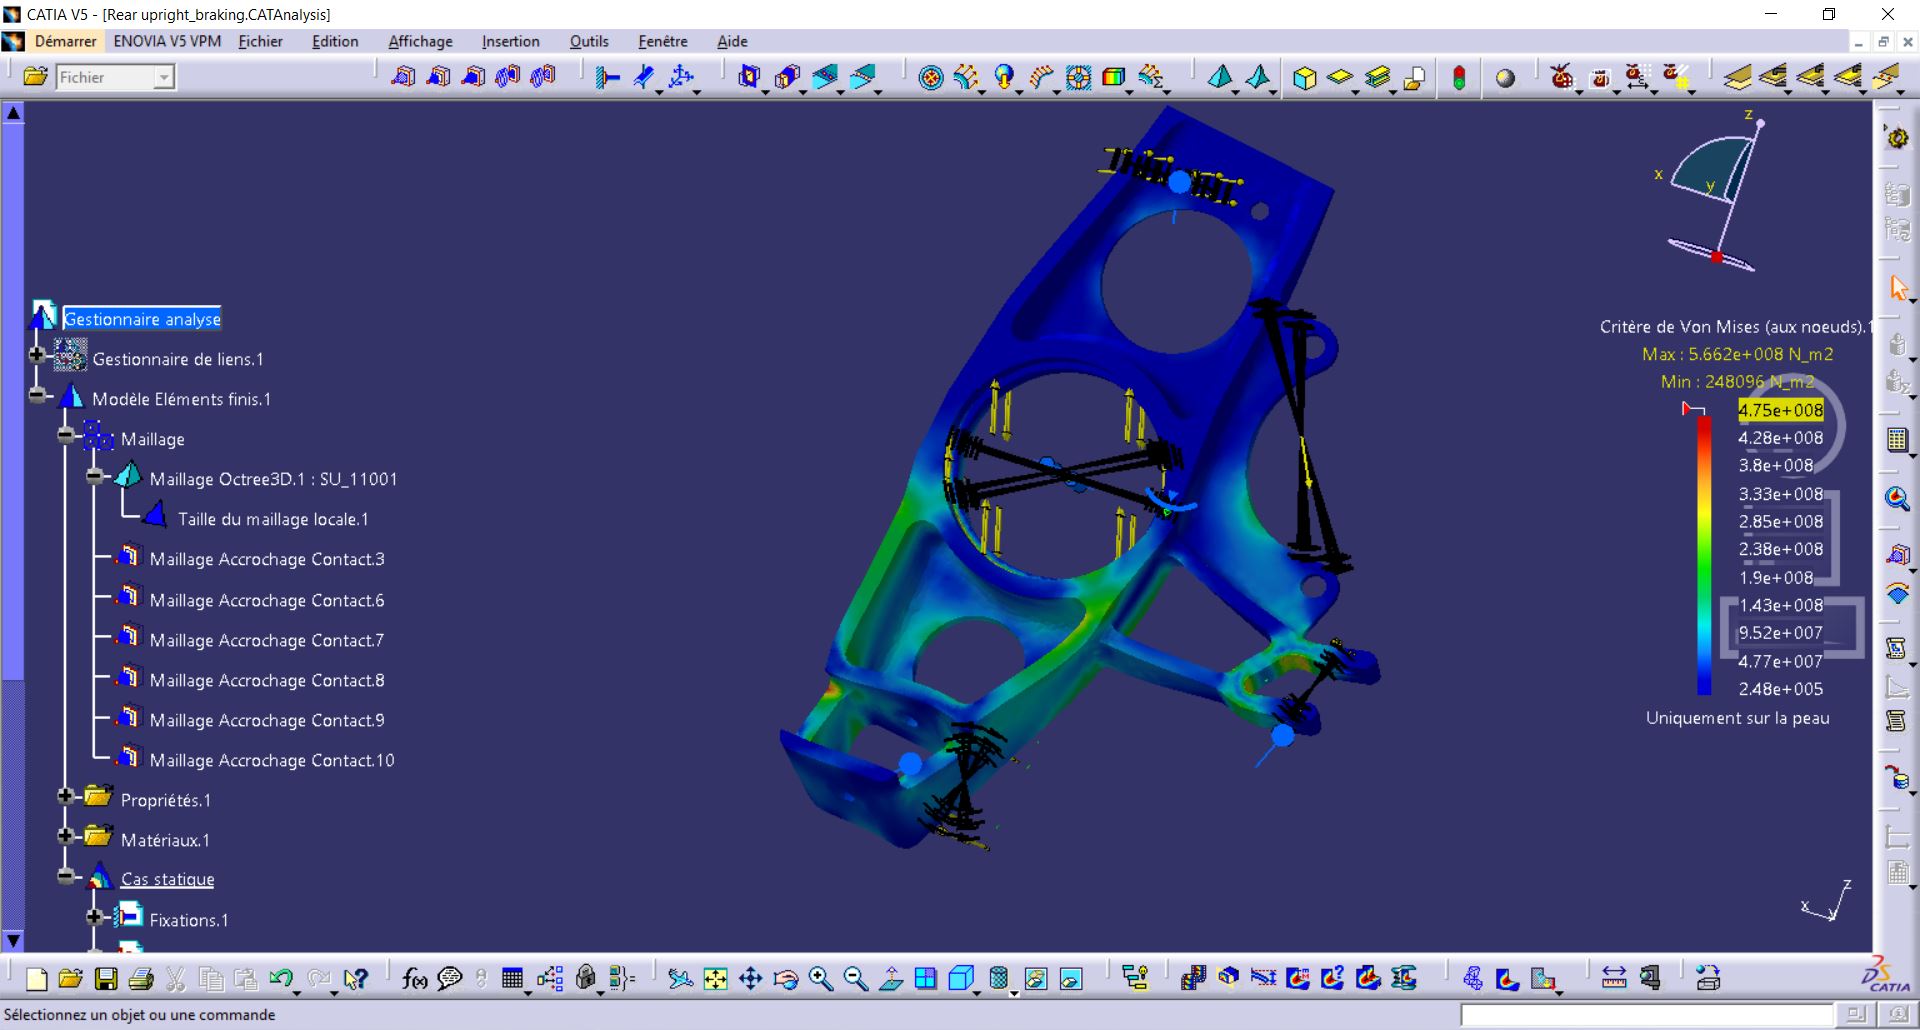 CATIA V5 - [Rear upright_braking.CATAnalysis]
Démarrer ENOVIA V5 VPM Fichier Edition Affichage Insertion Outils Fenêtre Aide
Fichier
z
x
y
Critère de Von Mises (aux noeuds).1
Max : 5.662e+008 N_m2
Min : 248096 N_m2
4.75e+008
4.28e+008
3.8e+008
3.33e+008
2.85e+008
2.38e+008
1.9e+008
1.43e+008
9.52e+007
4.77e+007
2.48e+005
Uniquement sur la peau
Gestionnaire analyse
Gestionnaire de liens.1
Modèle Eléments finis.1
Maillage
Maillage Octree3D.1 : SU_11001
Taille du maillage locale.1
Maillage Accrochage Contact.3
Maillage Accrochage Contact.6
Maillage Accrochage Contact.7
Maillage Accrochage Contact.8
Maillage Accrochage Contact.9
Maillage Accrochage Contact.10
Propriétés.1
Matériaux.1
Cas statique
Fixations.1
z
x
y
f(x)
CATIA
Sélectionnez un objet ou une commande